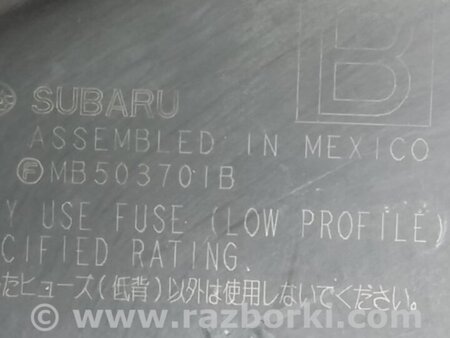 SUBARU B
ASSEMBLED IN MEXICO
Ⓕ MB503701B
Y USE FUSE (LOW PROFILE)
CIFIED RATING.
たヒューズ(低背)以外は使用しないでください。
© www.razborki.com